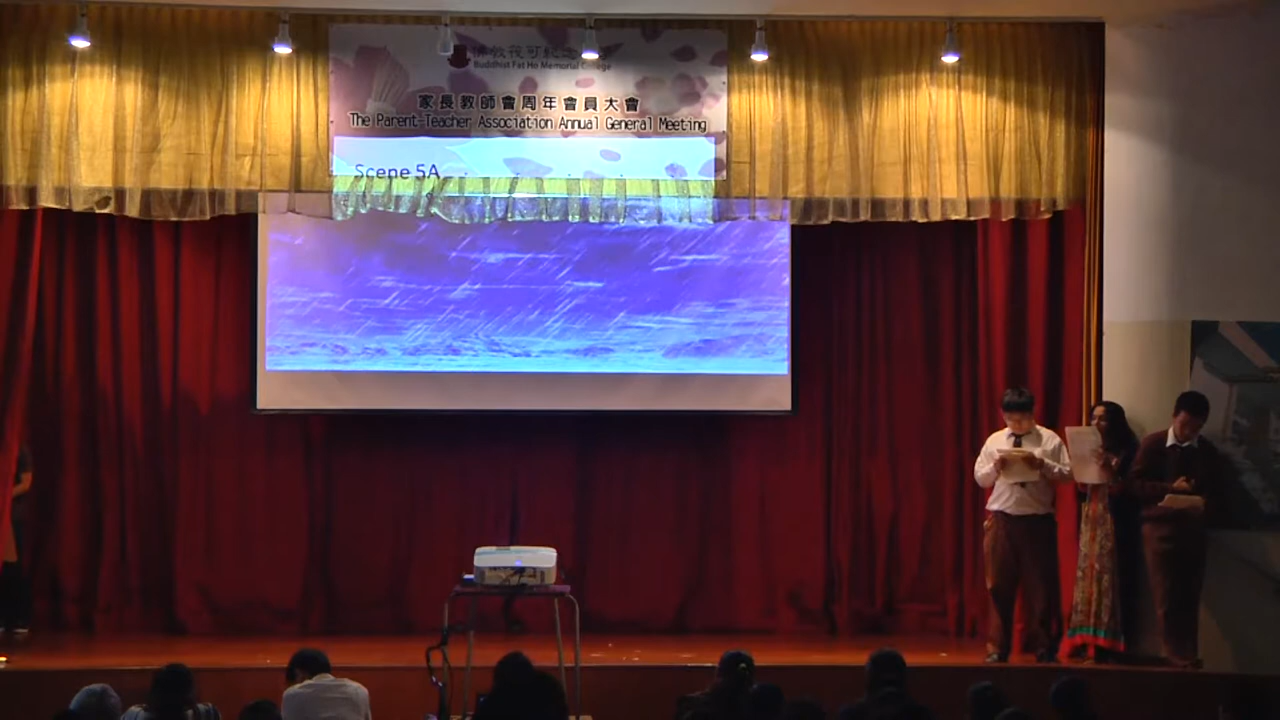 佛教筏可紀念中學
Buddhist Fat Ho Memorial College
家長教師會周年會員大會
The Parent-Teacher Association Annual General Meeting
Scene 5A